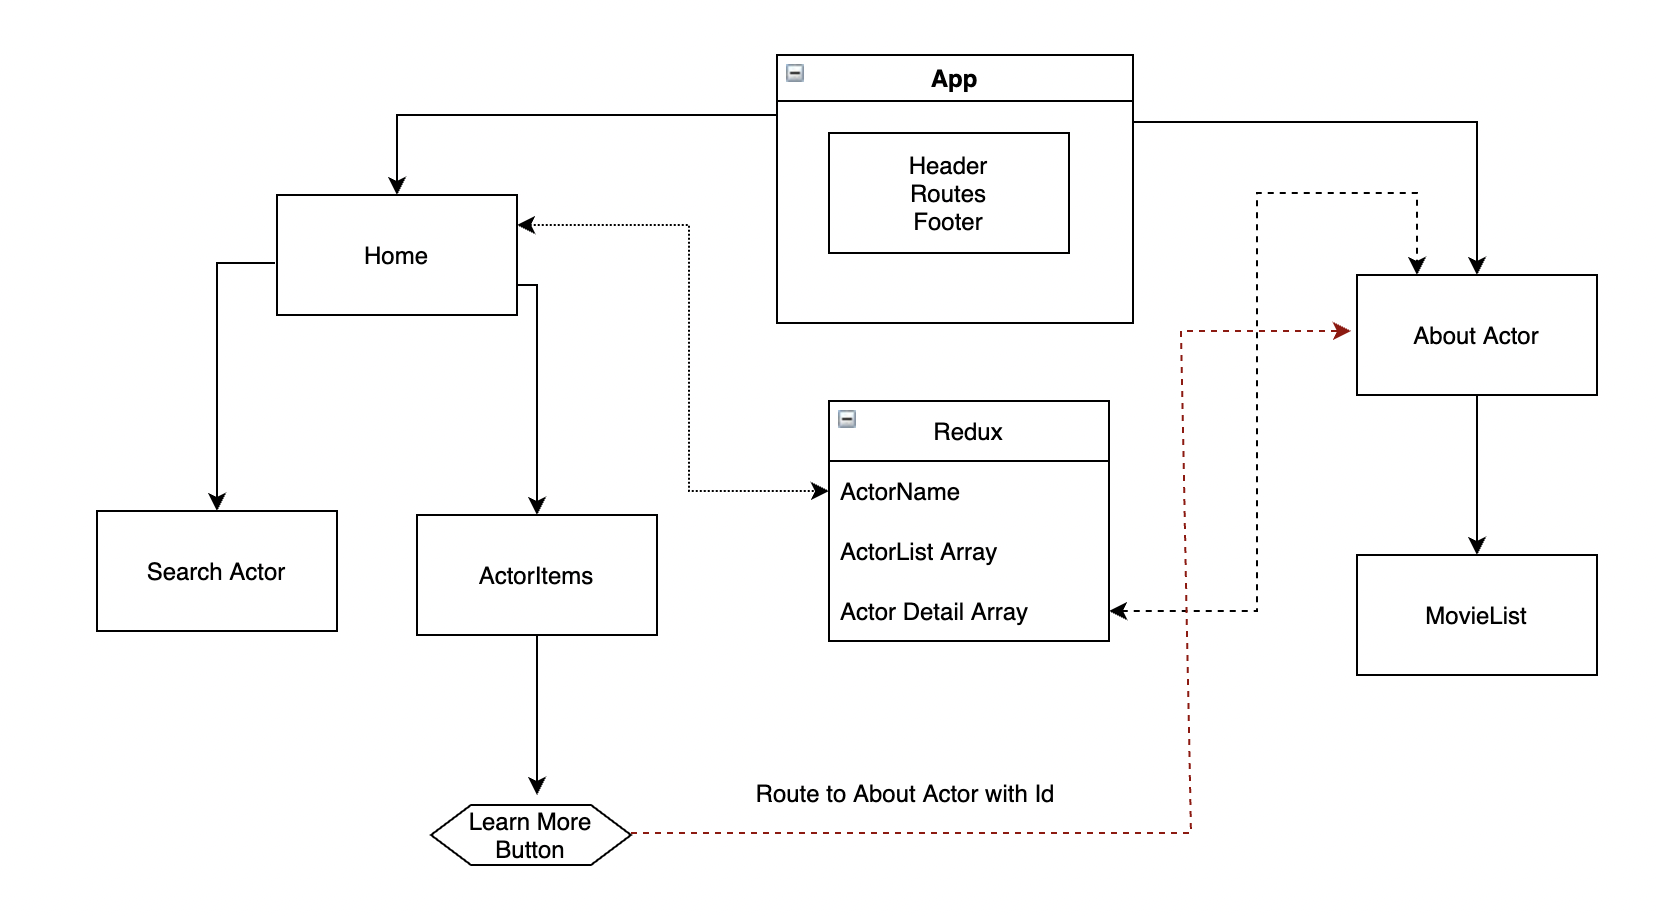 App
Header
Routes
Footer
Home
About Actor
Redux
ActorName
ActorList Array
Actor Detail Array
Search Actor
ActorItems
MovieList
Route to About Actor with Id
Learn More
Button